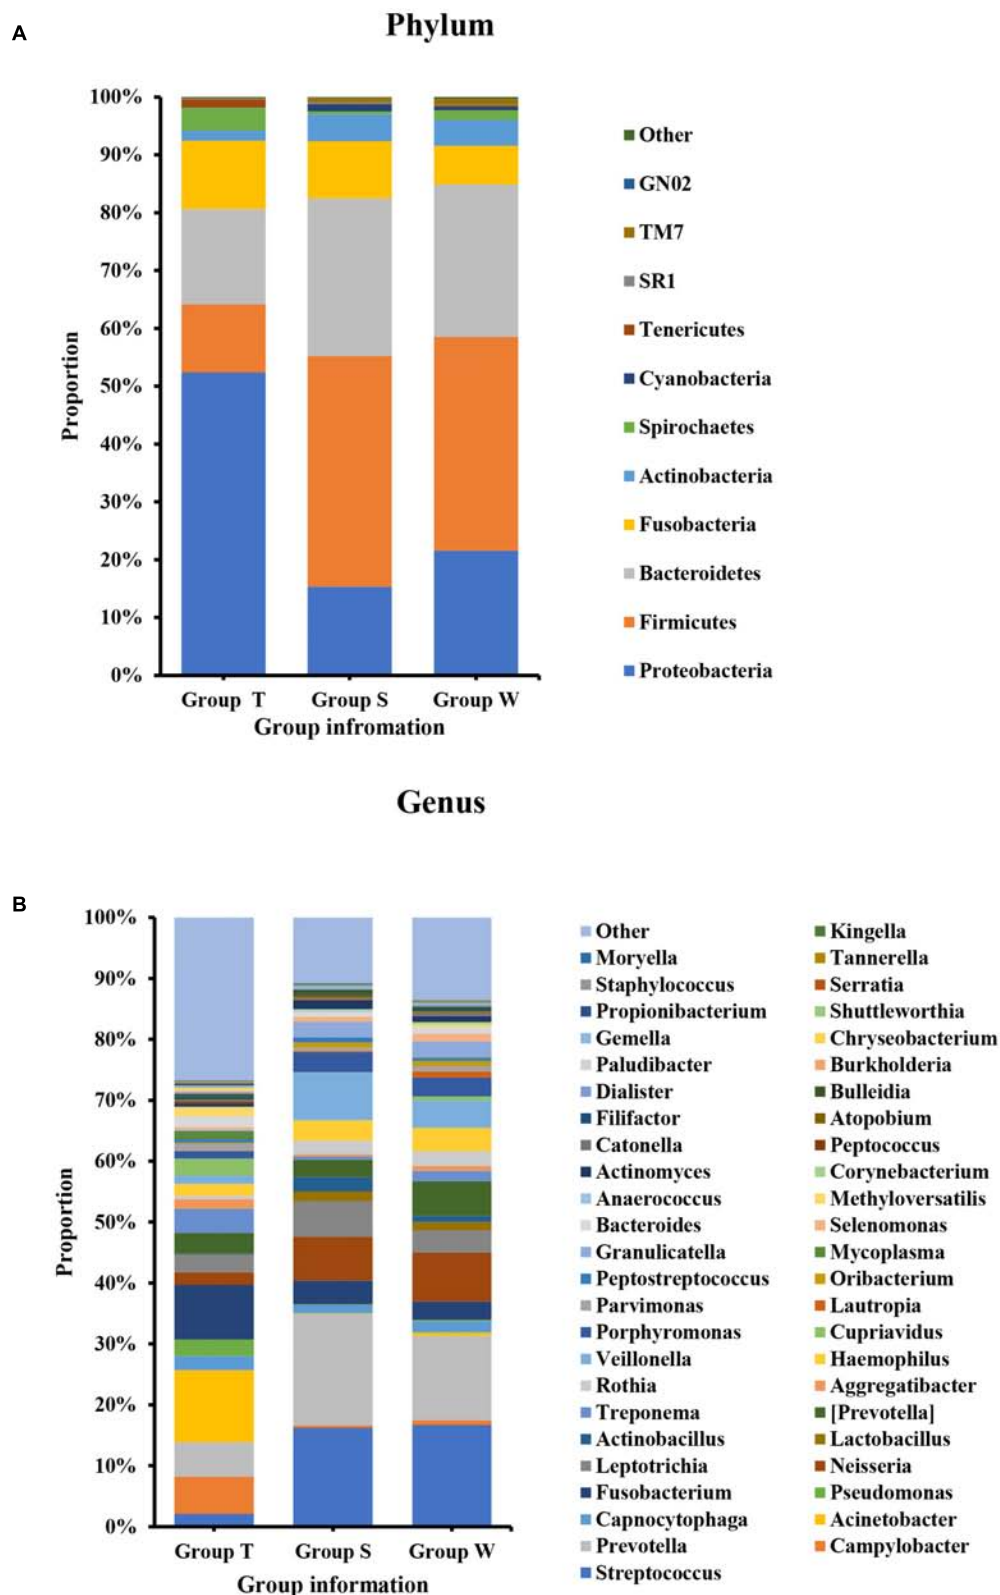 A
Phylum
100%
90%
80%
70%
60%
50%
40%
30%
20%
10%
0%
Proportion
Group T
Group S
Group W
Group infromation
Other
GN02
TM7
SR1
Tenericutes
Cyanobacteria
Spirochaetes
Actinobacteria
Fusobacteria
Bacteroidetes
Firmicutes
Proteobacteria
Genus
B
100%
90%
80%
70%
60%
50%
40%
30%
20%
10%
0%
Proportion
Group T
Group S
Group W
Group information
Other
Moryella
Staphylococcus
Propionibacterium
Gemella
Paludibacter
Dialister
Filifactor
Catonella
Actinomyces
Anaerococcus
Bacteroides
Granulicatella
Peptostreptococcus
Parvimonas
Porphyromonas
Veillonella
Rothia
Treponema
Actinobacillus
Leptotrichia
Fusobacterium
Capnocytophaga
Prevotella
Streptococcus
Kingella
Tannerella
Serratia
Shuttleworthia
Chryseobacterium
Burkholderia
Bulleidia
Atopobium
Peptococcus
Corynebacterium
Methyloversatilis
Selenomonas
Mycoplasma
Oribacterium
Lautropia
Cupriavidus
Haemophilus
Aggregatibacter
[Prevotella]
Lactobacillus
Neisseria
Pseudomonas
Acinetobacter
Campylobacter